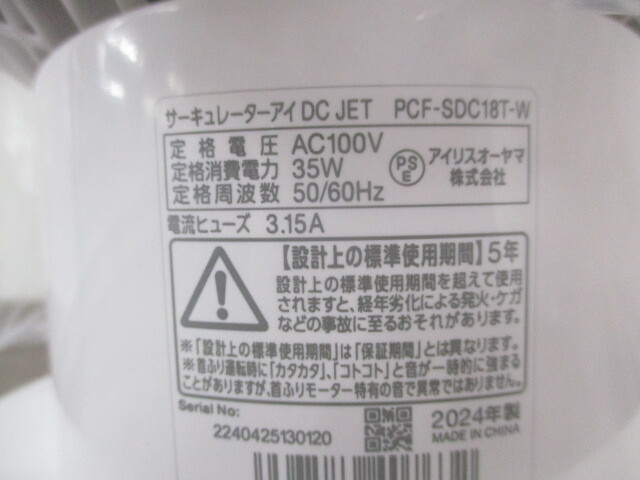 サーキュレーターアイ DC JET PCF-SDC18T-W
定格電圧 AC100V
定格消費電力 35W
定格周波数 50/60Hz
PSE アイリスオーヤマ
株式会社
電流ヒューズ 3.15A
【設計上の標準使用期間】5年
設計上の標準使用期間を超えて使用
されますと、経年劣化による発火・ケガ
などの事故に至るおそれがあります。
※「設計上の標準使用期間」は「保証期間」とは異なります。
※首ふり運転時に「カタカタ」、「コトコト」と音が一時的に強まる
ことがありますが、首ふりモーター特有の音で異常ではありません。
Serial No:
2240425130120
2024年製
MADE IN CHINA